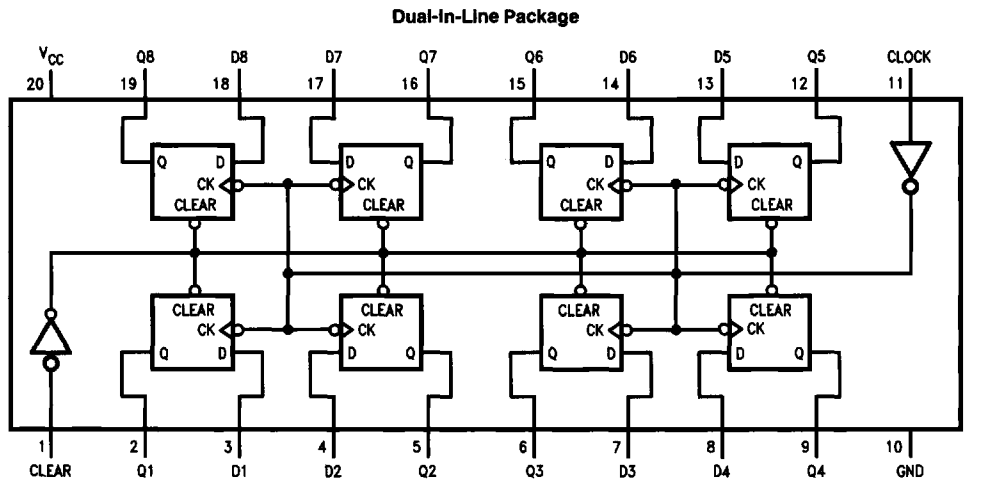 Dual-In-Line Package
VCC Q8 D8 D7 Q7 Q6 D6 D5 Q5 CLOCK
20 19 18 17 16 15 14 13 12 11
Q D D Q Q D D Q
CK CK CK CK
CLEAR CLEAR CLEAR CLEAR
CLEAR CLEAR CLEAR CLEAR
CK CK CK CK
Q D D Q Q D D Q
1 2 3 4 5 6 7 8 9 10
CLEAR Q1 D1 D2 Q2 Q3 D3 D4 Q4 GND